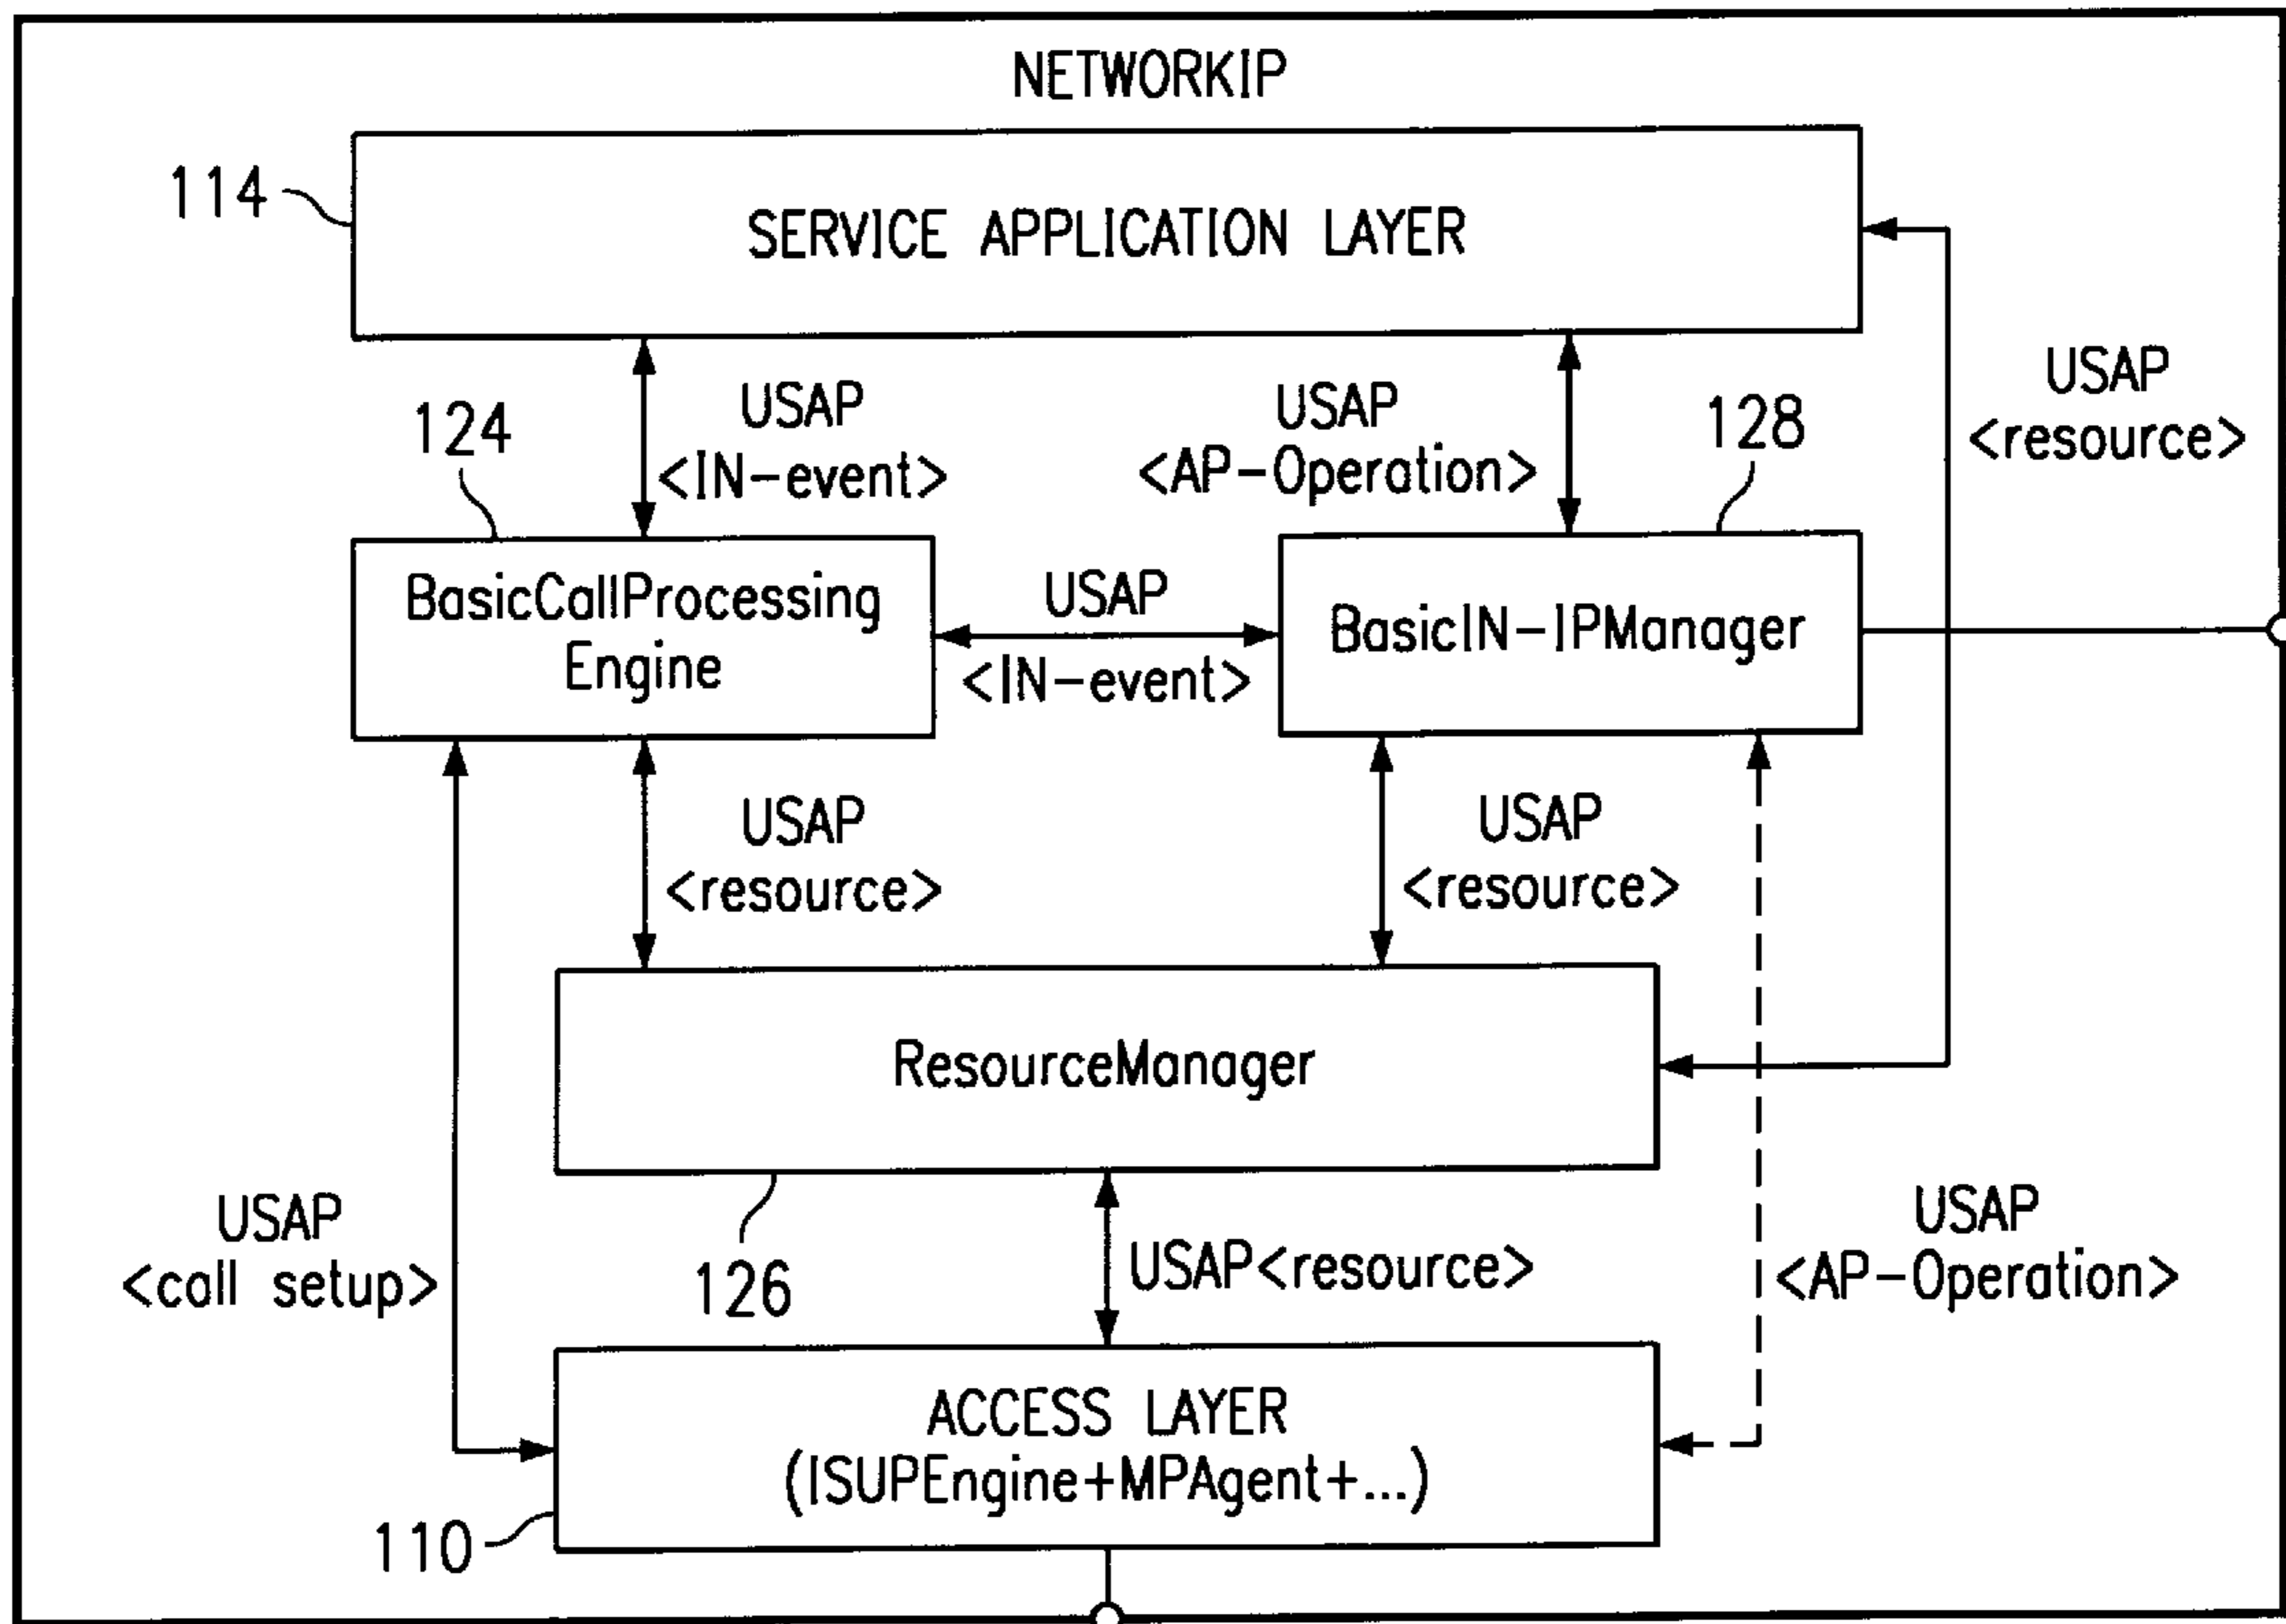 NETWORKIP
114
SERVICE APPLICATION LAYER
USAP
<IN-event>
USAP
<AP-Operation>
USAP
<resource>
124
128
BasicCallProcessing
Engine
USAP
<IN-event>
BasicIN-IPManager
USAP
<resource>
USAP
<resource>
ResourceManager
126
USAP
<call setup>
USAP<resource>
USAP
<AP-Operation>
ACCESS LAYER
(ISUPEngine+MPAgent+...)
110